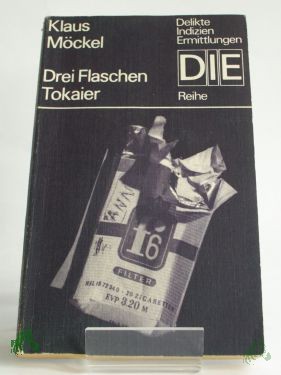 Klaus
Möckel
Drei Flaschen
Tokaier
Delikte
Indizien
Ermittlungen
DIE
Reihe
16
FILTER
20 ZIGARETTEN
EVP 3,20 M